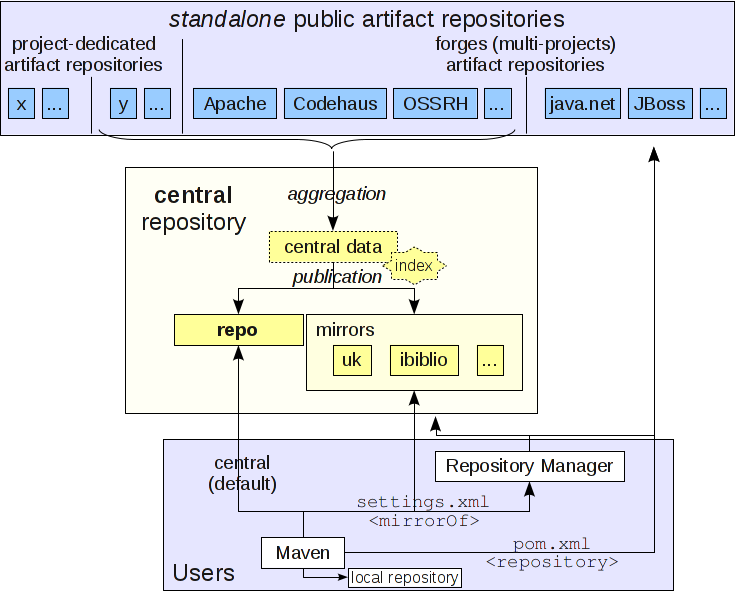 standalone public artifact repositories
project-dedicated
artifact repositories
forges (multi-projects)
artifact repositories
x
...
y
...
Apache
Codehaus
OSSRH
...
java.net
JBoss
...
central
repository
aggregation
central data
index
publication
repo
mirrors
uk
ibiblio
...
central
(default)
Repository Manager
settings.xml
<mirrorOf>
Maven
pom.xml
<repository>
Users
local repository